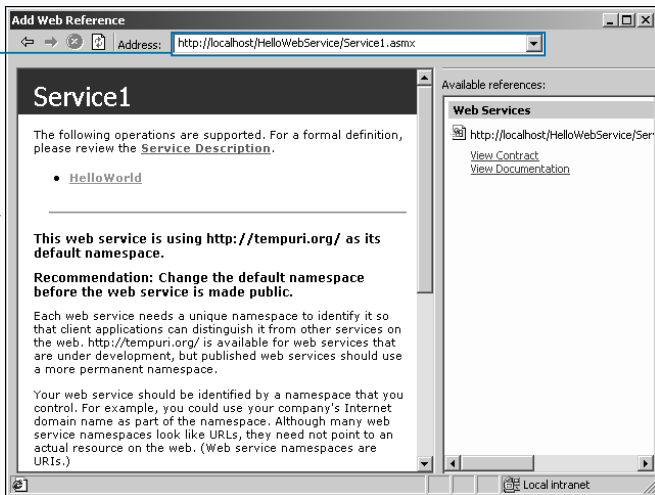 Add Web Reference
Address: http://localhost/HelloWebService/Service1.asmx
Service1
The following operations are supported. For a formal definition,
please review the Service Description.
• HelloWorld
This web service is using http://tempuri.org/ as its
default namespace.
Recommendation: Change the default namespace
before the web service is made public.
Each web service needs a unique namespace to identify it so
that client applications can distinguish it from other services on
the web. http://tempuri.org/ is available for web services that
are under development, but published web services should use
a more permanent namespace.
Your web service should be identified by a namespace that you
control. For example, you could use your company's Internet
domain name as part of the namespace. Although many web
service namespaces look like URLs, they need not point to an
actual resource on the web. (Web service namespaces are
URIs.)
Available references:
Web Services
http://localhost/HelloWebService/Ser
View Contract
View Documentation
Local intranet